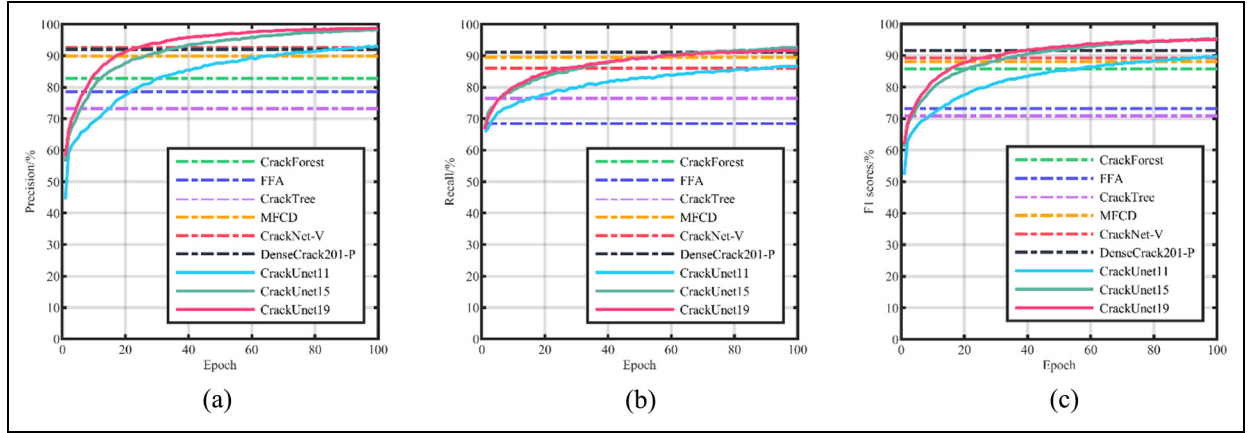 100
90
80
70
60
50
40
30
20
10
0
Precision/%
CrackForest
FFA
CrackTree
MFCD
CrackNet-V
DenseCrack201-P
CrackUnet11
CrackUnet15
CrackUnet19
0 20 40 60 80 100
Epoch
(a)
100
90
80
70
60
50
40
30
20
10
0
Recall/%
CrackForest
FFA
CrackTree
MFCD
CrackNet-V
DenseCrack201-P
CrackUnet11
CrackUnet15
CrackUnet19
0 20 40 60 80 100
Epoch
(b)
100
90
80
70
60
50
40
30
20
10
0
F1 scores/%
CrackForest
FFA
CrackTree
MFCD
CrackNet-V
DenseCrack201-P
CrackUnet11
CrackUnet15
CrackUnet19
0 20 40 60 80 100
Epoch
(c)